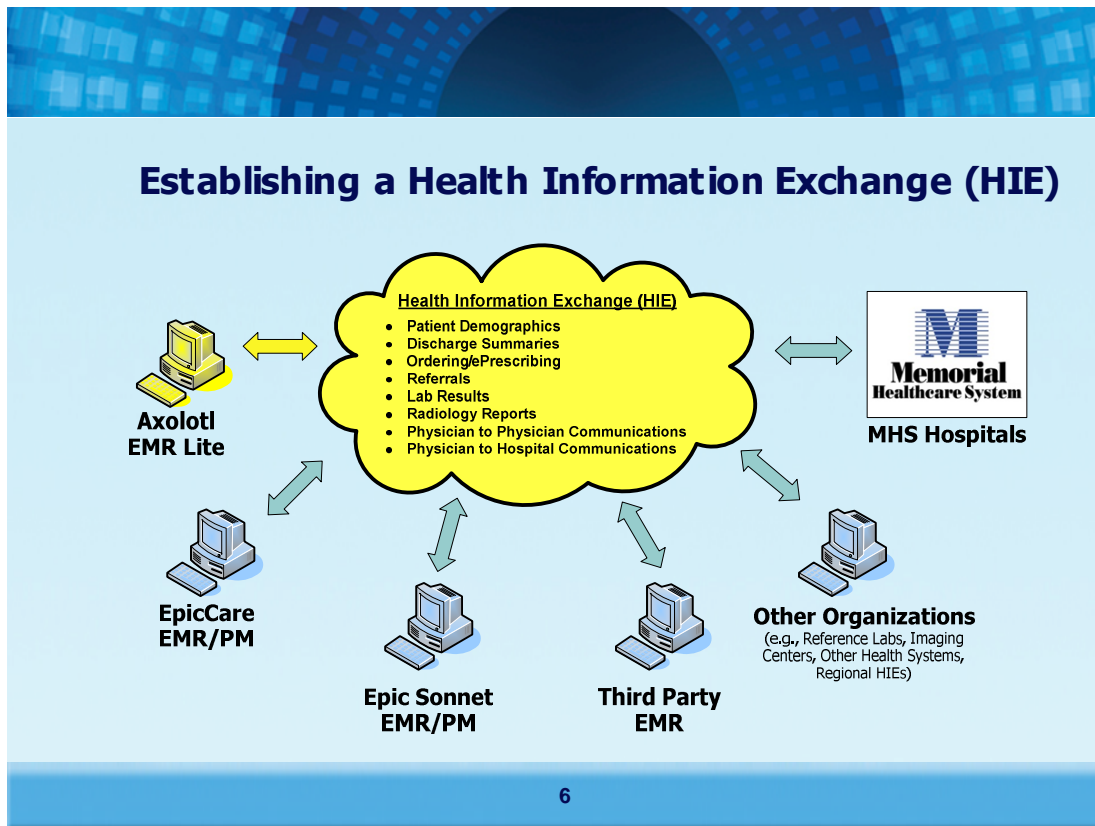 Establishing a Health Information Exchange (HIE)
Health Information Exchange (HIE)
● Patient Demographics
● Discharge Summaries
● Ordering/ePrescribing
● Referrals
● Lab Results
● Radiology Reports
● Physician to Physician Communications
● Physician to Hospital Communications
Axolotl
EMR Lite
M
Memorial
Healthcare System
MHS Hospitals
EpicCare
EMR/PM
Epic Sonnet
EMR/PM
Third Party
EMR
Other Organizations
(e.g., Reference Labs, Imaging
Centers, Other Health Systems,
Regional HIEs)
6